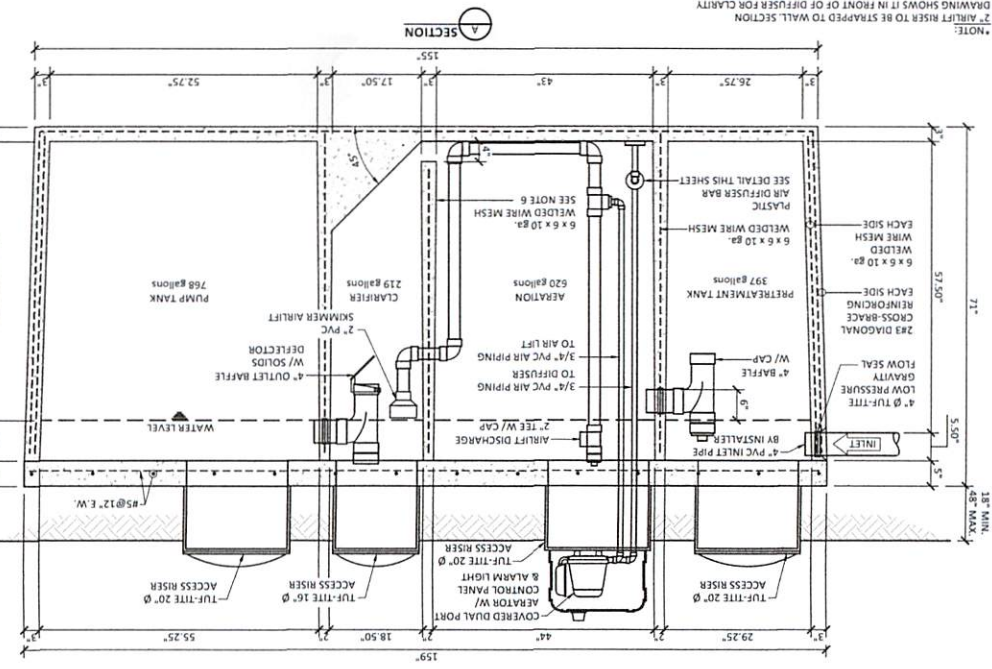 159"
3"
29.25"
2"
44"
2"
18.50"
2"
55.25"
3"
COVERED DUAL PORT
AERATOR W/
CONTROL PANEL
& ALARM LIGHT
TUF-TITE 20" Ø
ACCESS RISER
TUF-TITE 20" Ø
ACCESS RISER
TUF-TITE 16" Ø
ACCESS RISER
TUF-TITE 20" Ø
ACCESS RISER
18" MIN.
48" MAX.
#5@12" E.W.
5"
5.50"
INLET
4" PVC INLET PIPE
BY INSTALLER
AIRLIFT DISCHARGE
2" TEE W/ CAP
WATER LEVEL
4" Ø TUF-TITE
LOW PRESSURE
GRAVITY
FLOW SEAL
6"
4" BAFFLE
W/ CAP
3/4" PVC AIR PIPING
TO DIFFUSER
3/4" PVC AIR PIPING
TO AIR LIFT
4" OUTLET BAFFLE
W/ SOLIDS
DEFLECTOR
2" PVC
SKIMMER AIRLIFT
2#3 DIAGONAL
CROSS-BRACE
REINFORCING
EACH SIDE
PRETREATMENT TANK
397 gallons
AERATION
620 gallons
CLARIFIER
219 gallons
PUMP TANK
768 gallons
6 x 6 x 10 ga.
WELDED
WIRE MESH
EACH SIDE
6 x 6 x 10 ga.
WELDED WIRE MESH
PLASTIC
AIR DIFFUSER BAR
SEE DETAIL THIS SHEET
6 x 6 x 10 ga.
WELDED WIRE MESH
SEE NOTE 6
71"
57.50"
4"
45°
3"
3"
26.75"
3"
43"
3"
17.50"
3"
52.75"
3"
155"
A
SECTION
*NOTE:
2" AIRLIFT RISER TO BE STRAPPED TO WALL. SECTION
DRAWING SHOWS IT IN FRONT OF OF DIFFUSER FOR CLARITY